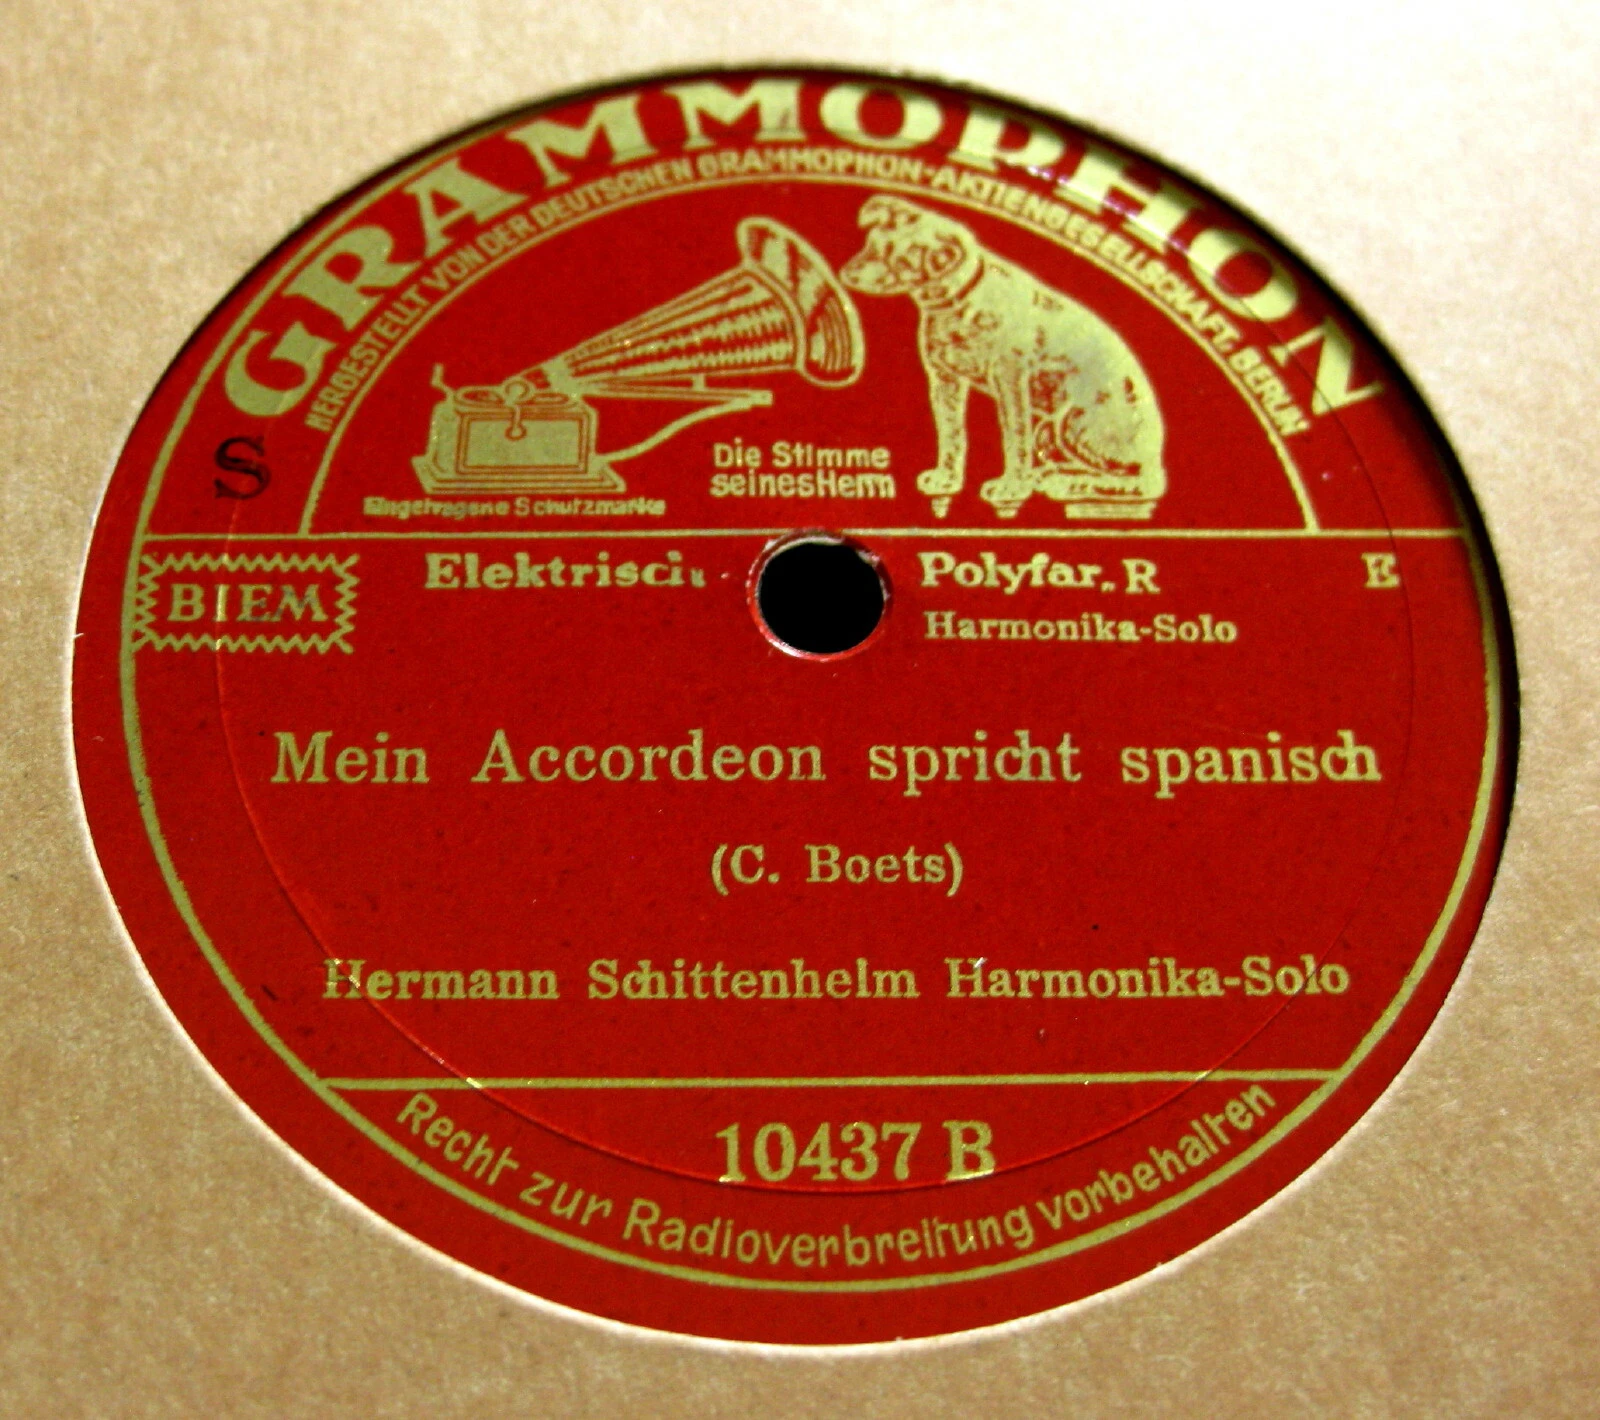 GRAMMOPHON
HERGESTELLT VON DER DEUTSCHEN GRAMMOPHON-AKTIENGESELLSCHAFT, BERLIN
Die Stimme
seines Herrn
Eingetragene Schutzmarke
S
BIEM
Elektrisch
Polyfar. R
E
Harmonika-Solo
Mein Accordeon spricht spanisch
(C. Boets)
Hermann Schittenhelm Harmonika-Solo
10437 B
Recht zur Radioverbreitung vorbehalten